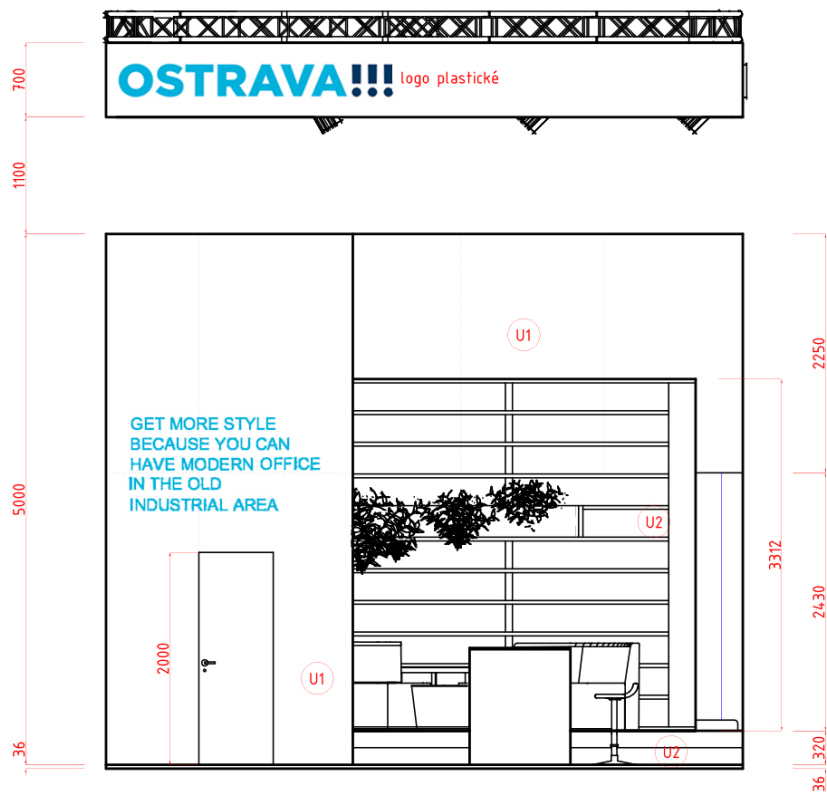 OSTRAVA!!! logo plastické
700
1100
U1
2250
GET MORE STYLE
BECAUSE YOU CAN
HAVE MODERN OFFICE
IN THE OLD
INDUSTRIAL AREA
5000
U2
3312
2430
2000
U1
36
U2
320
36